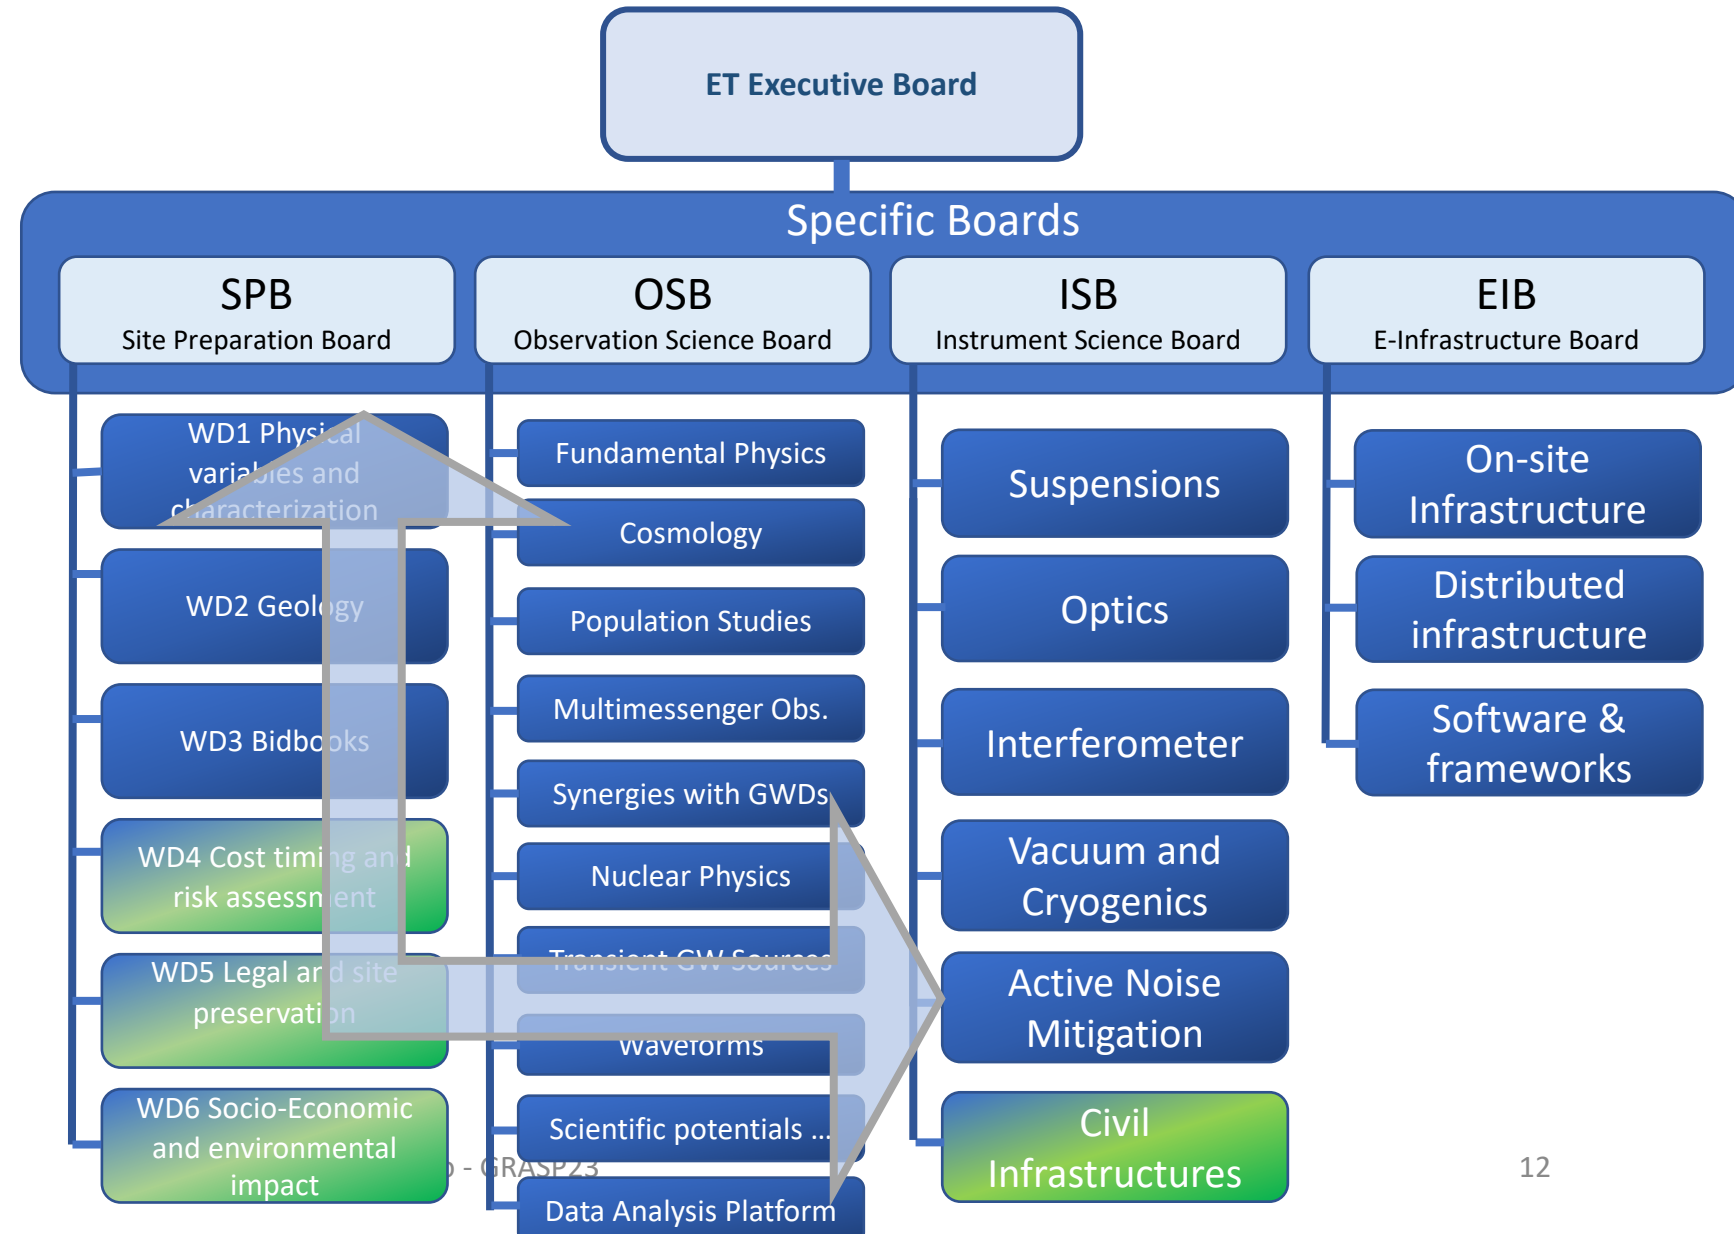 ET Executive Board
Specific Boards
SPB
Site Preparation Board
OSB
Observation Science Board
ISB
Instrument Science Board
EIB
E-Infrastructure Board
WD1 Physical
variables and
characterization
WD2 Geology
WD3 Bidbooks
WD4 Cost timing and
risk assessment
WD5 Legal and site
preservation
WD6 Socio-Economic
and environmental
impact
Fundamental Physics
Cosmology
Population Studies
Multimessenger Obs.
Synergies with GWDs
Nuclear Physics
Transient GW Sources
Waveforms
Scientific potentials ...
Data Analysis Platform
Suspensions
Optics
Interferometer
Vacuum and
Cryogenics
Active Noise
Mitigation
Civil
Infrastructures
On-site
Infrastructure
Distributed
infrastructure
Software &
frameworks
- GRASP23
12